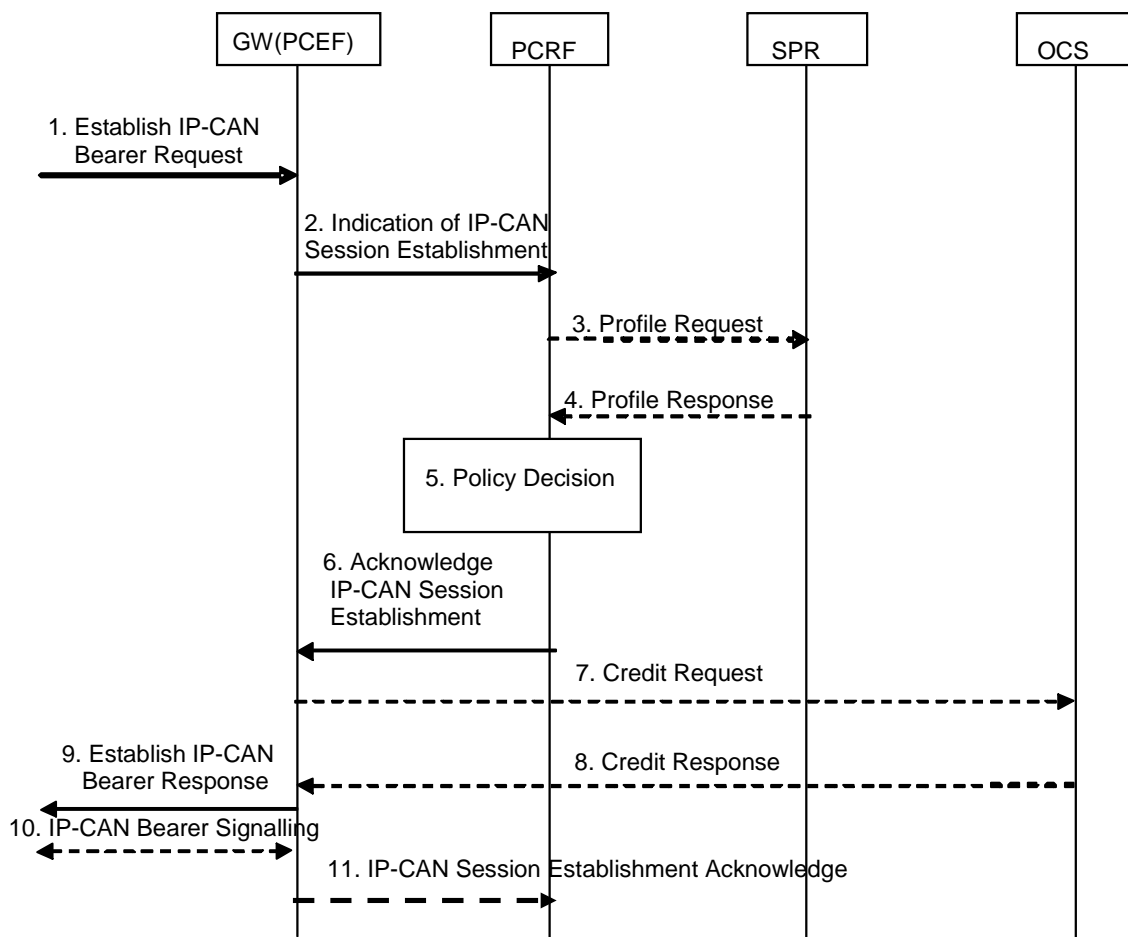 GW(PCEF)
PCRF
SPR
OCS
1. Establish IP-CAN
Bearer Request
2. Indication of IP-CAN
Session Establishment
3. Profile Request
4. Profile Response
5. Policy Decision
6. Acknowledge
IP-CAN Session
Establishment
7. Credit Request
9. Establish IP-CAN
Bearer Response
8. Credit Response
10. IP-CAN Bearer Signalling
11. IP-CAN Session Establishment Acknowledge